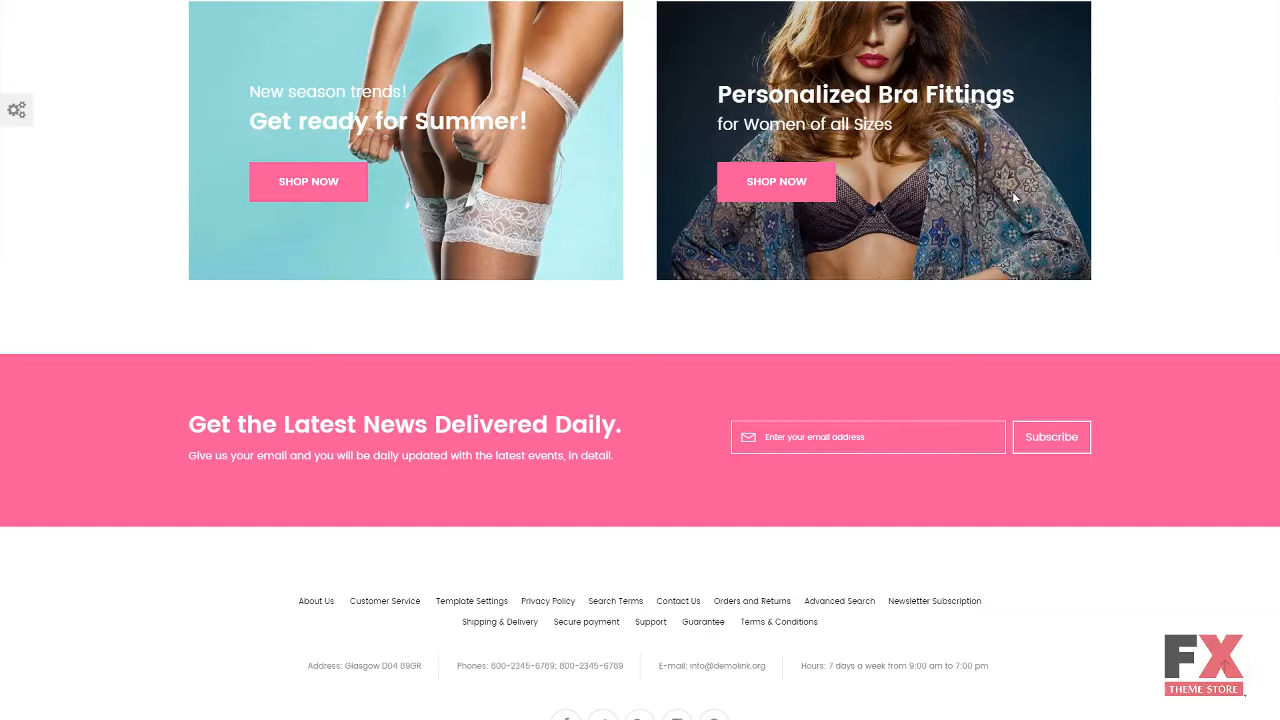 New season trends!
Get ready for Summer!
SHOP NOW
Personalized Bra Fittings
for Women of all Sizes
SHOP NOW
Get the Latest News Delivered Daily.
Give us your email and you will be daily updated with the latest events, in detail.
Enter your email address
Subscribe
About Us Customer Service Template Settings Privacy Policy Search Terms Contact Us Orders and Returns Advanced Search Newsletter Subscription
Shipping & Delivery Secure payment Support Guarantee Terms & Conditions
Address: Glasgow D04 89GR Phones: 800-2345-6789; 800-2345-6789 E-mail: info@demolink.org Hours: 7 days a week from 9:00 am to 7:00 pm
FX
THEME STORE